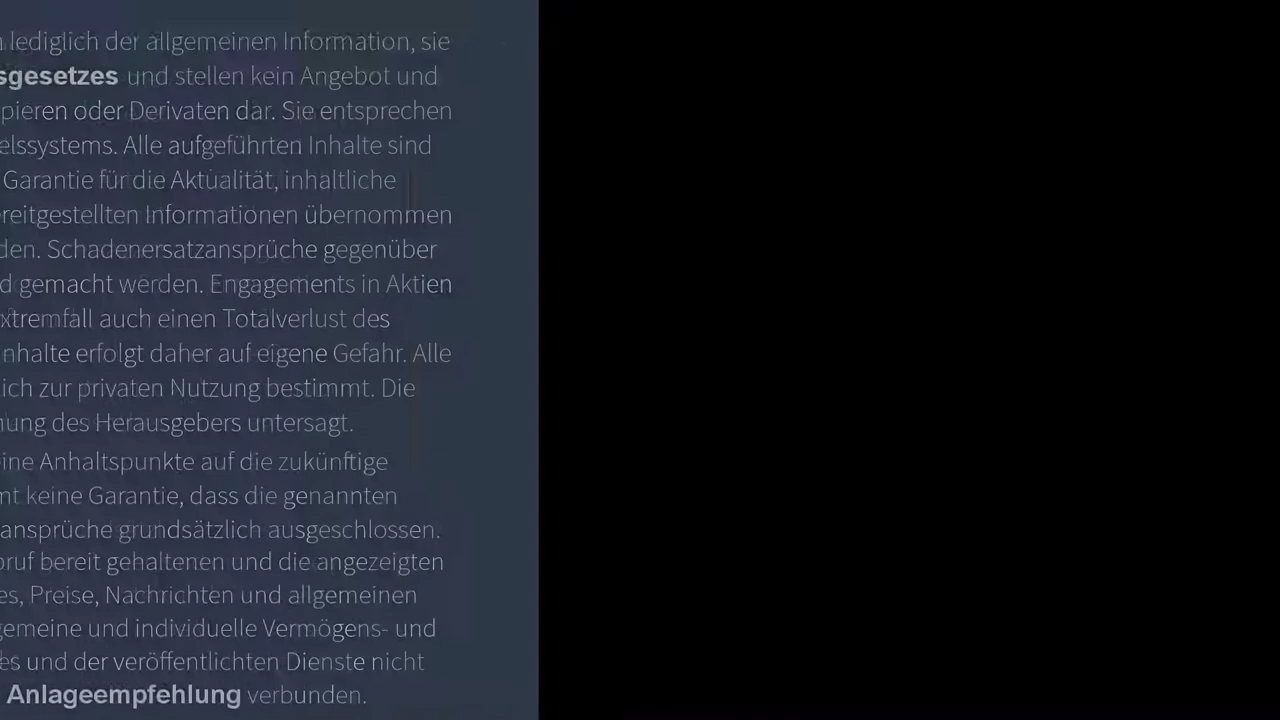 lediglich der allgemeinen Information, sie
sgesetzes und stellen kein Angebot und
pieren oder Derivaten dar. Sie entsprechen
elssystems. Alle aufgeführten Inhalte sind
Garantie für die Aktualität, inhaltliche
reitgestellten Informationen übernommen
den. Schadenersatzansprüche gegenüber
d gemacht werden. Engagements in Aktien
xtremfall auch einen Totalverlust des
nhalte erfolgt daher auf eigene Gefahr. Alle
ich zur privaten Nutzung bestimmt. Die
nung des Herausgebers untersagt.
ine Anhaltspunkte auf die zukünftige
mt keine Garantie, dass die genannten
ansprüche grundsätzlich ausgeschlossen.
bruf bereit gehaltenen und die angezeigten
es, Preise, Nachrichten und allgemeinen
gemeine und individuelle Vermögens- und
es und der veröffentlichten Dienste nicht
Anlageempfehlung verbunden.